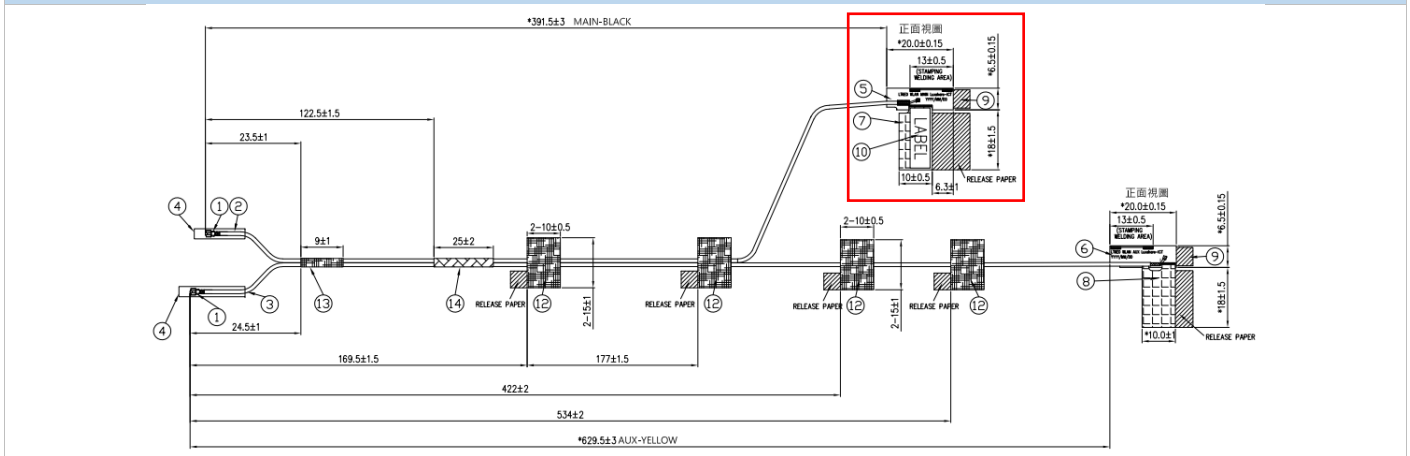 *391.5±3 MAIN-BLACK
正面視圖
*20.0±0.15
13±0.5
(STAMPING
WELDING AREA)
*6.5±0.15
5
9
7
LABEL
10
*18±1.5
RELEASE PAPER
10±0.5
6.3±1
122.5±1.5
23.5±1
4
1
2
9±1
25±2
2-10±0.5
2-10±0.5
正面視圖
*20.0±0.15
13±0.5
(STAMPING
WELDING AREA)
*6.5±0.15
6
9
8
*18±1.5
RELEASE PAPER
*10.0±1
13
14
RELEASE PAPER
12
2-15±1
RELEASE PAPER
12
RELEASE PAPER
12
2-15±1
RELEASE PAPER
12
4
1
3
24.5±1
169.5±1.5
177±1.5
422±2
534±2
*629.5±3 AUX-YELLOW